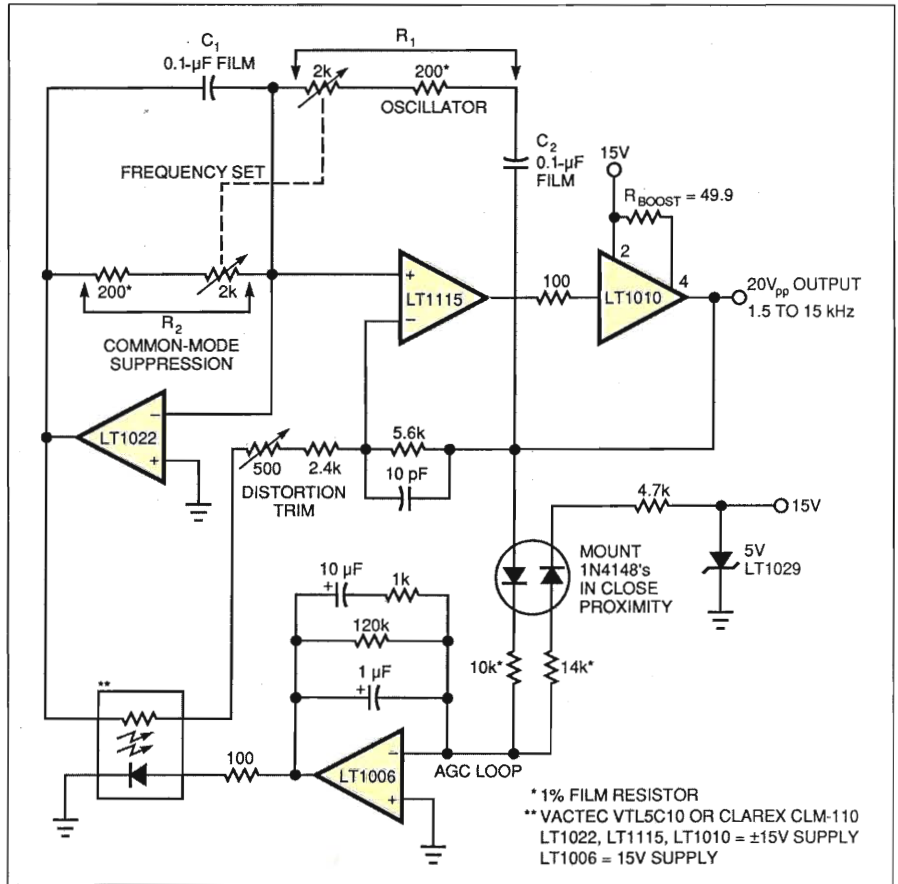 C1
0.1-µF FILM
R1
2k
200*
OSCILLATOR
C2
0.1-µF
FILM
15V
RBOOST = 49.9
FREQUENCY SET
2
4
200*
2k
+
−
LT1115
100
LT1010
20Vpp OUTPUT
1.5 TO 15 kHz
R2
COMMON-MODE
SUPPRESSION
−
+
LT1022
500
2.4k
5.6k
10 pF
DISTORTION
TRIM
4.7k
15V
MOUNT
1N4148's
IN CLOSE
PROXIMITY
5V
LT1029
10 µF
+
1k
120k
1 µF
+
10k*
14k*
**
100
LT1006
−
+
AGC LOOP
* 1% FILM RESISTOR
** VACTEC VTL5C10 OR CLAREX CLM-110
LT1022, LT1115, LT1010 = ±15V SUPPLY
LT1006 = 15V SUPPLY